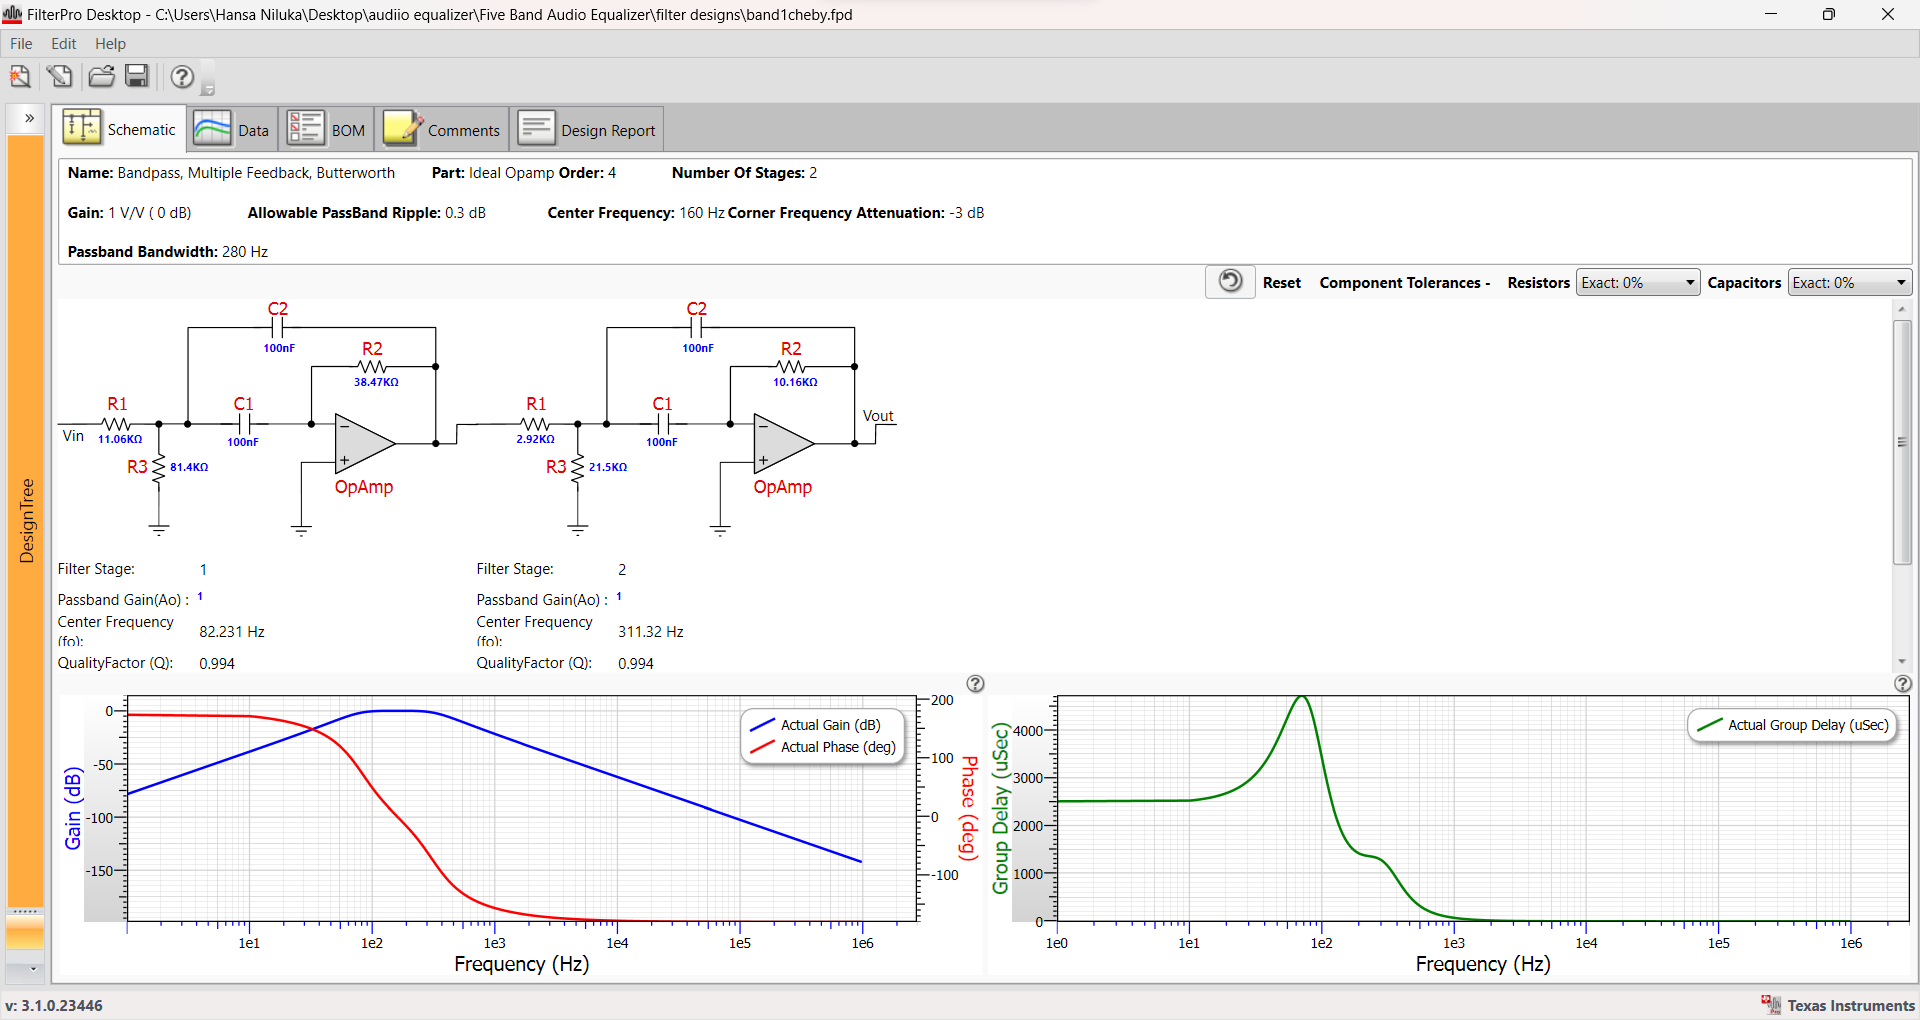 FilterPro Desktop - C:\Users\Hansa Niluka\Desktop\audiio equalizer\Five Band Audio Equalizer\filter designs\band1cheby.fpd
File Edit Help
» Schematic Data BOM Comments Design Report
DesignTree
Name: Bandpass, Multiple Feedback, Butterworth Part: Ideal Opamp Order: 4 Number Of Stages: 2
Gain: 1 V/V ( 0 dB) Allowable PassBand Ripple: 0.3 dB Center Frequency: 160 Hz Corner Frequency Attenuation: -3 dB
Passband Bandwidth: 280 Hz
Reset Component Tolerances - Resistors Exact: 0% Capacitors Exact: 0%
C2 C2
100nF 100nF
R2 R2
38.47KΩ 10.16KΩ
R1 C1 R1 C1 Vout
Vin 11.06KΩ 100nF 2.92KΩ 100nF
R3 81.4KΩ R3 21.5KΩ
OpAmp OpAmp
Filter Stage: 1 Filter Stage: 2
Passband Gain(Ao) : 1 Passband Gain(Ao) : 1
Center Frequency (fo): 82.231 Hz Center Frequency (fo): 311.32 Hz
QualityFactor (Q): 0.994 QualityFactor (Q): 0.994
Gain (dB)
0
-50
-100
-150
Actual Gain (dB)
Actual Phase (deg)
200
100
0
-100
Phase (deg)
1e1 1e2 1e3 1e4 1e5 1e6
Frequency (Hz)
Group Delay (uSec)
4000
3000
2000
1000
0
Actual Group Delay (uSec)
1e0 1e1 1e2 1e3 1e4 1e5 1e6
Frequency (Hz)
v: 3.1.0.23446 Texas Instruments